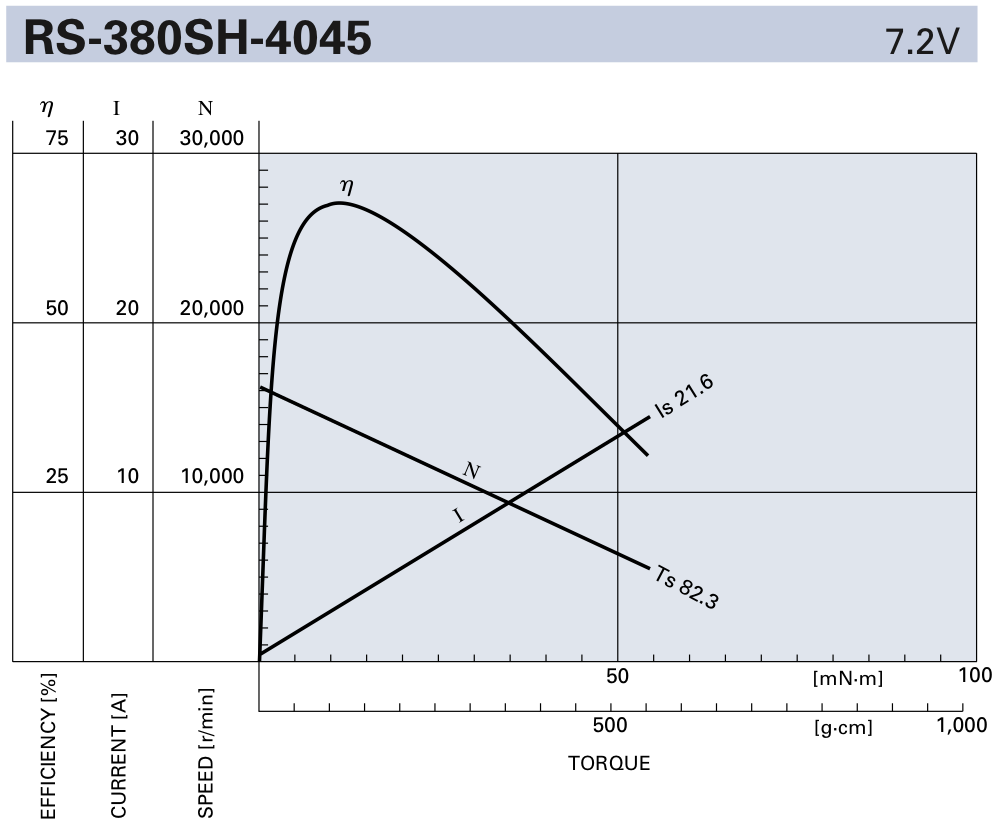 RS-380SH-4045 7.2V
η I N
75 30 30,000
η
50 20 20,000
Is 21.6
25 10 10,000
N
I
Ts 82.3
50 [mN·m] 100
500 [g·cm] 1,000
TORQUE
EFFICIENCY [%]
CURRENT [A]
SPEED [r/min]